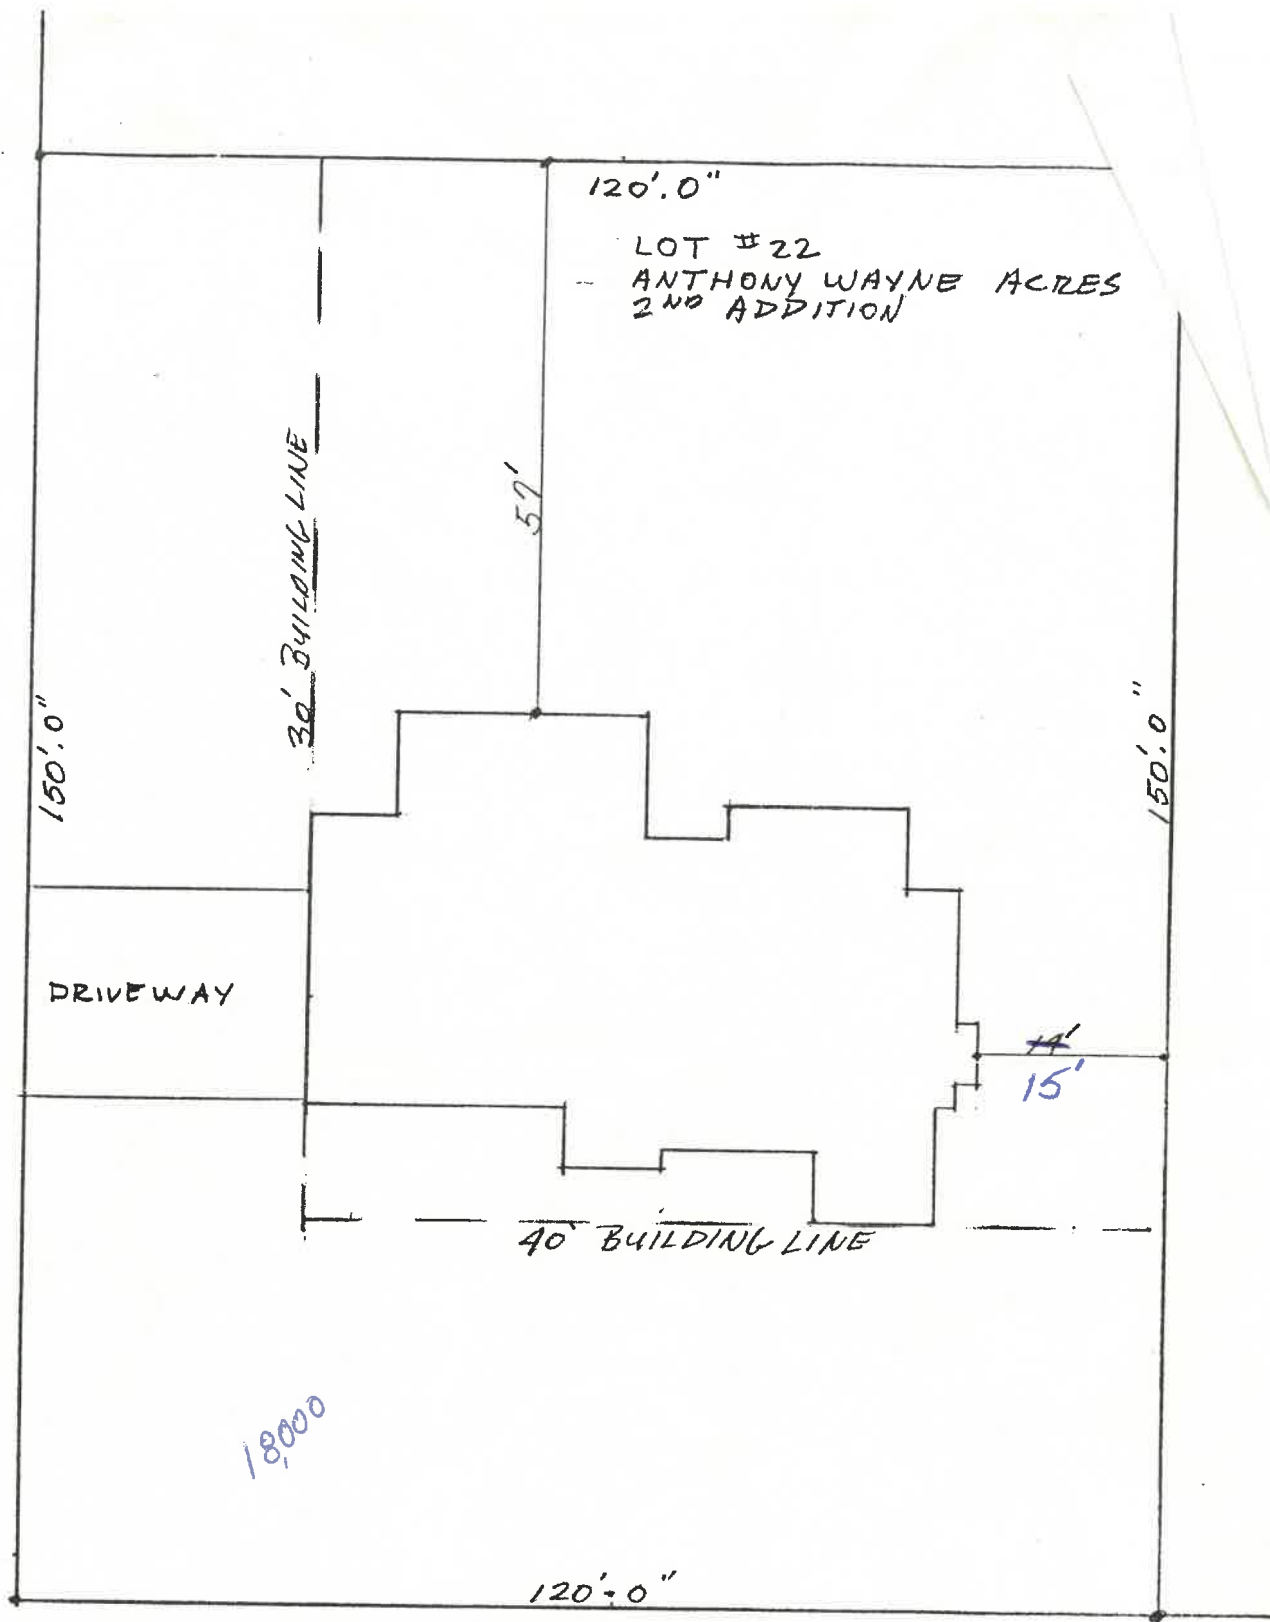 120'.0"
LOT #22
ANTHONY WAYNE ACRES
2ND ADDITION
30' BUILDING LINE
57'
150'.0"
150'.0"
DRIVEWAY
14'
15'
40' BUILDING LINE
18,000
120'-0"